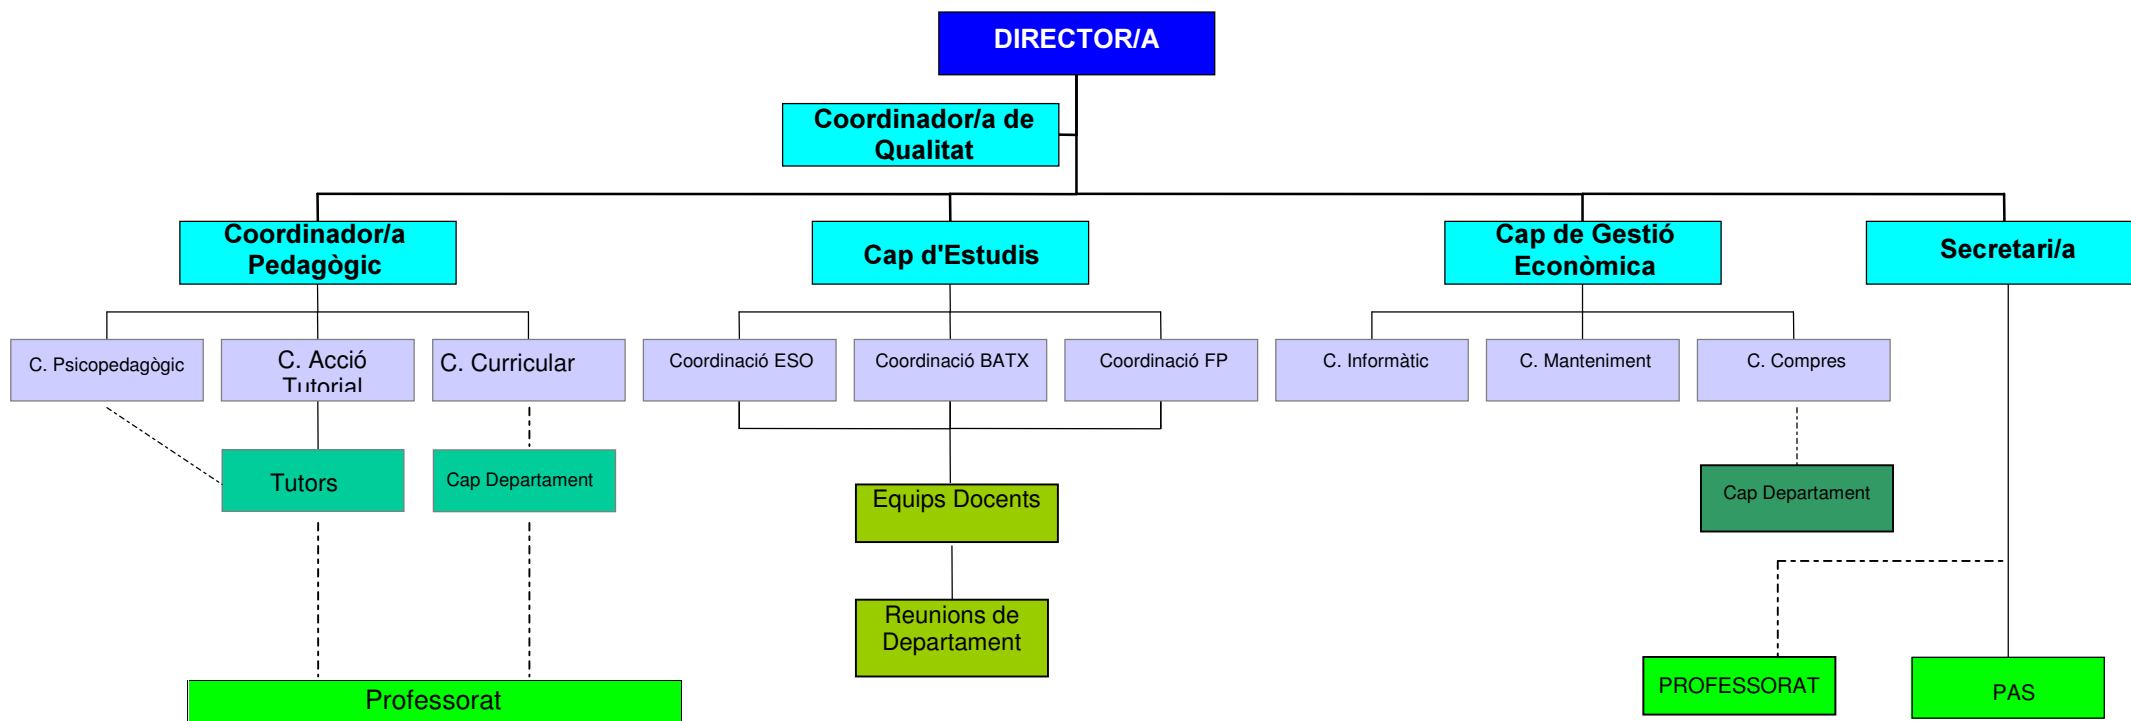 DIRECTOR/A
Coordinador/a de
Qualitat
Coordinador/a
Pedagògic
Cap d'Estudis
Cap de Gestió
Econòmica
Secretari/a
C. Psicopedagògic
C. Acció
Tutorial
C. Curricular
Coordinació ESO
Coordinació BATX
Coordinació FP
C. Informàtic
C. Manteniment
C. Compres
Tutors
Cap Departament
Equips Docents
Cap Departament
Reunions de
Departament
Professorat
PROFESSORAT
PAS